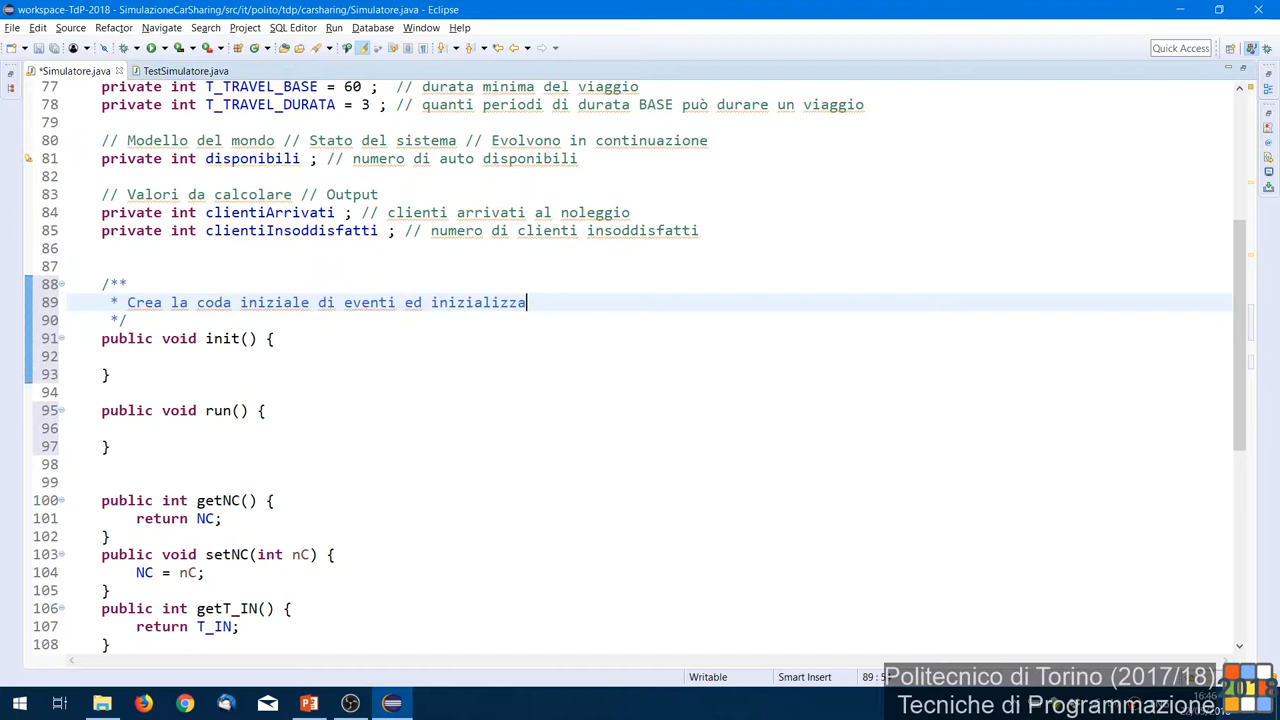 workspace-TdP-2018 - SimulazioneCarSharing/src/it/polito/tdp/carsharing/Simulatore.java - Eclipse
File Edit Source Refactor Navigate Search Project SQL Editor Run Database Window Help
Quick Access
*Simulatore.java TestSimulatore.java
77 private int T_TRAVEL_BASE = 60 ; // durata minima del viaggio
78 private int T_TRAVEL_DURATA = 3 ; // quanti periodi di durata BASE può durare un viaggio
79
80 // Modello del mondo // Stato del sistema // Evolvono in continuazione
81 private int disponibili ; // numero di auto disponibili
82
83 // Valori da calcolare // Output
84 private int clientiArrivati ; // clienti arrivati al noleggio
85 private int clientiInsoddisfatti ; // numero di clienti insoddisfatti
86
87
88 /**
89 * Crea la coda iniziale di eventi ed inizializza
90 */
91 public void init() {
92
93 }
94
95 public void run() {
96
97 }
98
99
100 public int getNC() {
101 return NC;
102 }
103 public void setNC(int nC) {
104 NC = nC;
105 }
106 public int getT_IN() {
107 return T_IN;
108 }
Writable Smart Insert 89 : 5
Politecnico di Torino (2017/18)
2018
16:46
Tecniche di Programmazione